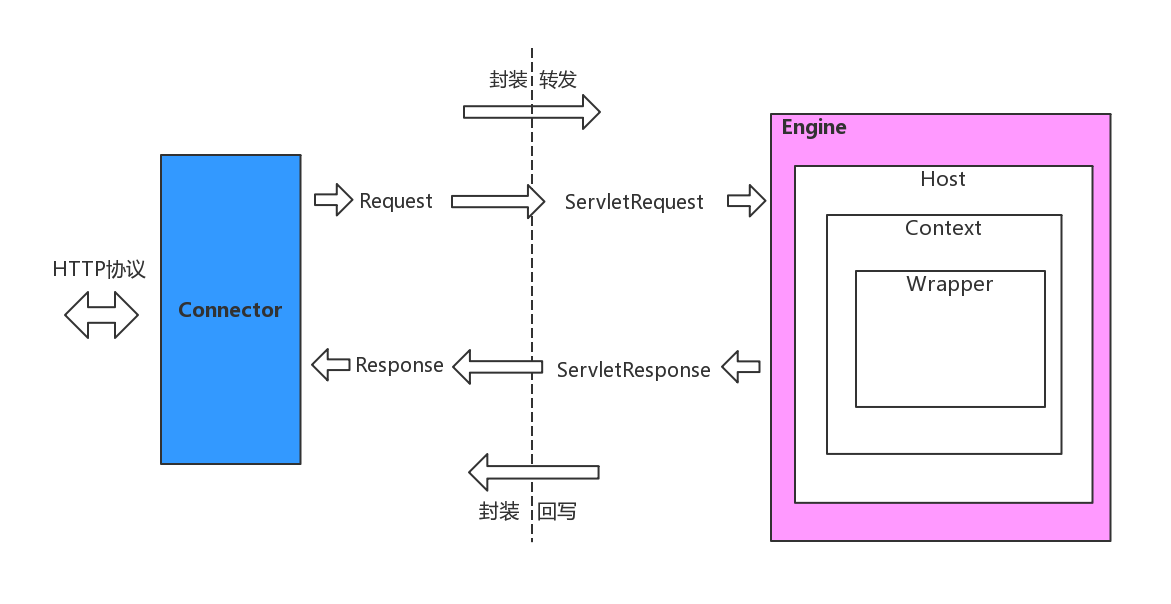 封装 转发
Engine
Host
Request
ServletRequest
Context
HTTP协议
Wrapper
Connector
Response
ServletResponse
封装 回写